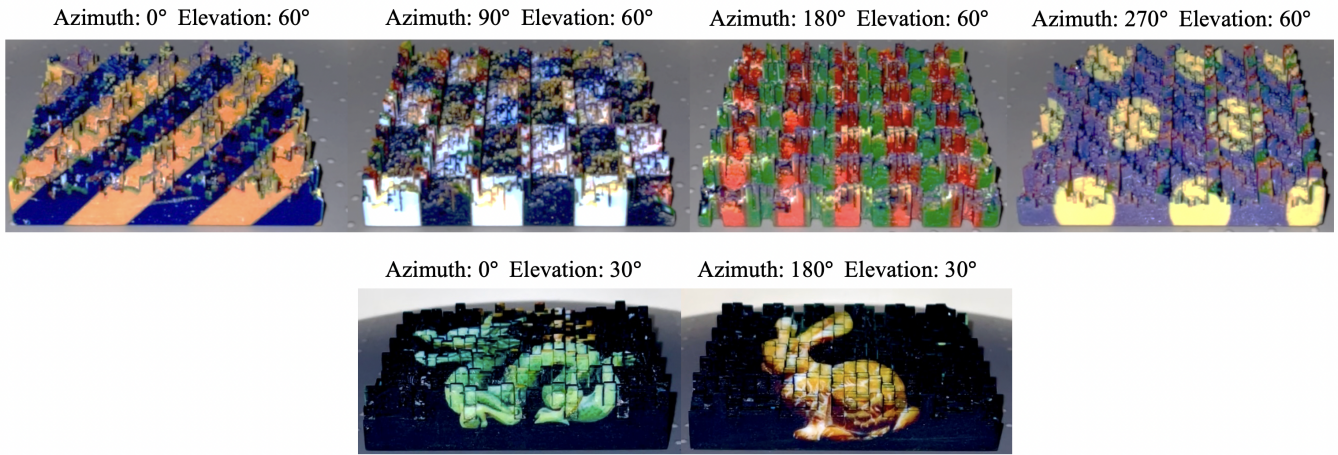 Azimuth: 0° Elevation: 60°
Azimuth: 90° Elevation: 60°
Azimuth: 180° Elevation: 60°
Azimuth: 270° Elevation: 60°
Azimuth: 0° Elevation: 30°
Azimuth: 180° Elevation: 30°